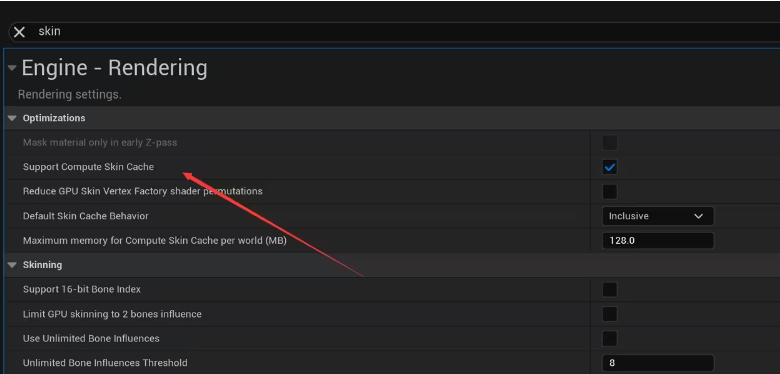 skin
Engine - Rendering
Rendering settings.
Optimizations
Mask material only in early Z-pass
Support Compute Skin Cache
Reduce GPU Skin Vertex Factory shader permutations
Default Skin Cache Behavior Inclusive
Maximum memory for Compute Skin Cache per world (MB) 128.0
Skinning
Support 16-bit Bone Index
Limit GPU skinning to 2 bones influence
Use Unlimited Bone Influences
Unlimited Bone Influences Threshold 8